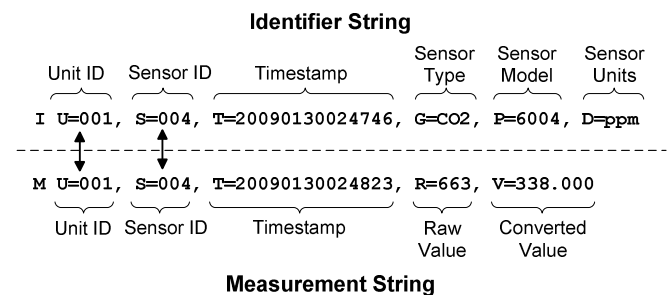 Identifier String
Sensor Sensor Sensor
Unit ID Sensor ID Timestamp Type Model Units
I U=001, S=004, T=20090130024746, G=CO2, P=6004, D=ppm
M U=001, S=004, T=20090130024823, R=663, V=338.000
Unit ID Sensor ID Timestamp Raw Converted
Value Value
Measurement String